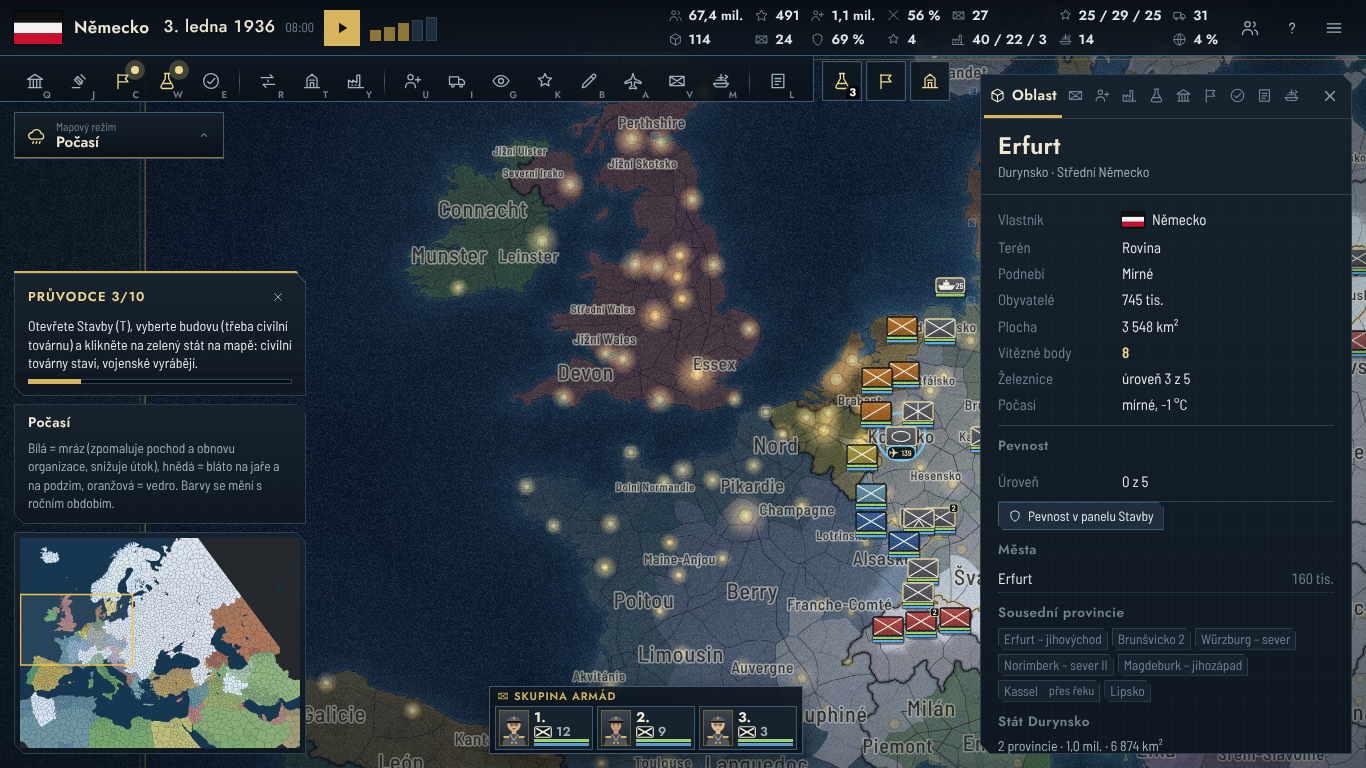 Německo 3. ledna 1936 08:00
67,4 mil. 491 1,1 mil. 56 % 27 25 / 29 / 25 31
114 24 69 % 4 40 / 22 / 3 14 4 %
?
Q J C W E R T Y U I O K B A V M L
3
Mapový režim
Počasí
PRŮVODCE 3/10
Otevřete Stavby (T), vyberte budovu (třeba civilní
továrnu) a klikněte na zelený stát na mapě: civilní
továrny staví, vojenské vyrábějí.
Počasí
Bílá = mráz (zpomaluje pochod a obnovu
organizace, snižuje útok), hnědá = bláto na jaře a
na podzim, oranžová = vedro. Barvy se mění s
ročním obdobím.
Perthshire
Jižní Ulster
Jižní Skotsko
Severní Irsko
Connacht
Munster
Leinster
Střední Wales
Jižní Wales
Essex
Devon
25
Nord
139
Hesensko
Dolní Normandie
Pikardie
Champagne
2
Maine-Anjou
Berry
Poitou
Franche-Comté
2
Limousin
Auvergne
Akvitánie
Galicie
Milán
Piemont
León
Toulouse
Languedoc
SKUPINA ARMÁD
1. 12
2. 9
3. 3
Oblast
Erfurt
Durynsko · Střední Německo
Vlastník Německo
Terén Rovina
Podnebí Mírné
Obyvatelé 745 tis.
Plocha 3 548 km²
Vítězné body 8
Železnice úroveň 3 z 5
Počasí mírné, -1 °C
Pevnost
Úroveň 0 z 5
Pevnost v panelu Stavby
Města
Erfurt 160 tis.
Sousední provincie
Erfurt – jihovýchod Brunšvicko 2 Würzburg – sever
Norimberk – sever II Magdeburk – jihozápad
Kassel přes řeku Lipsko
Stát Durynsko
2 provincie · 1,0 mil. · 6 874 km²